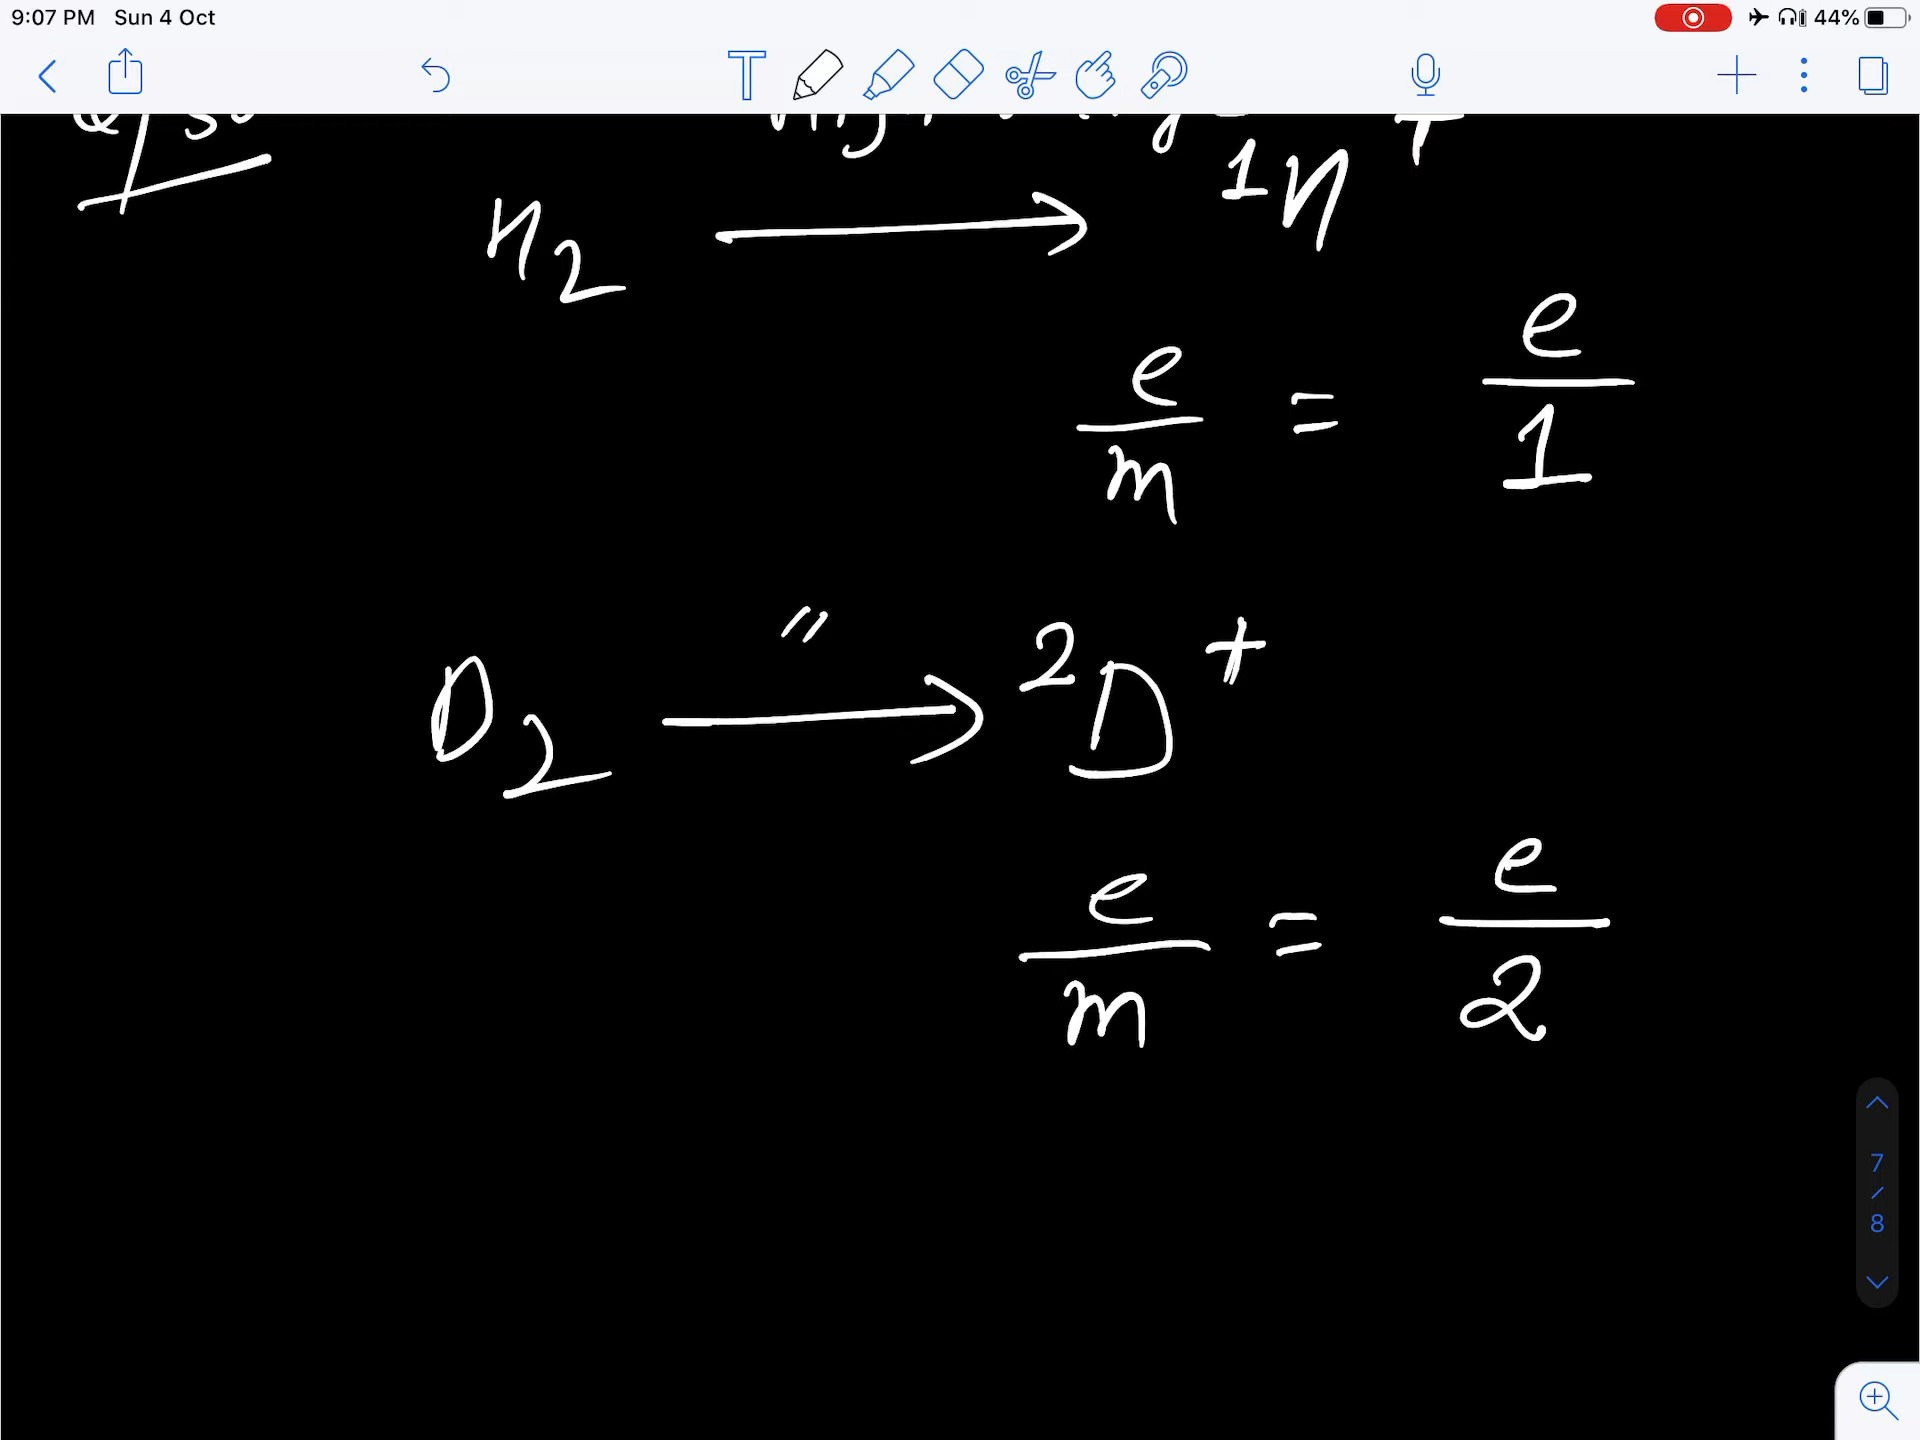 9:07 PM Sun 4 Oct 44%
T
H₂ ⟶ ¹H⁺
e/m = e/1
D₂ ⟶ ²D⁺
〃
e/m = e/2
7
/
8